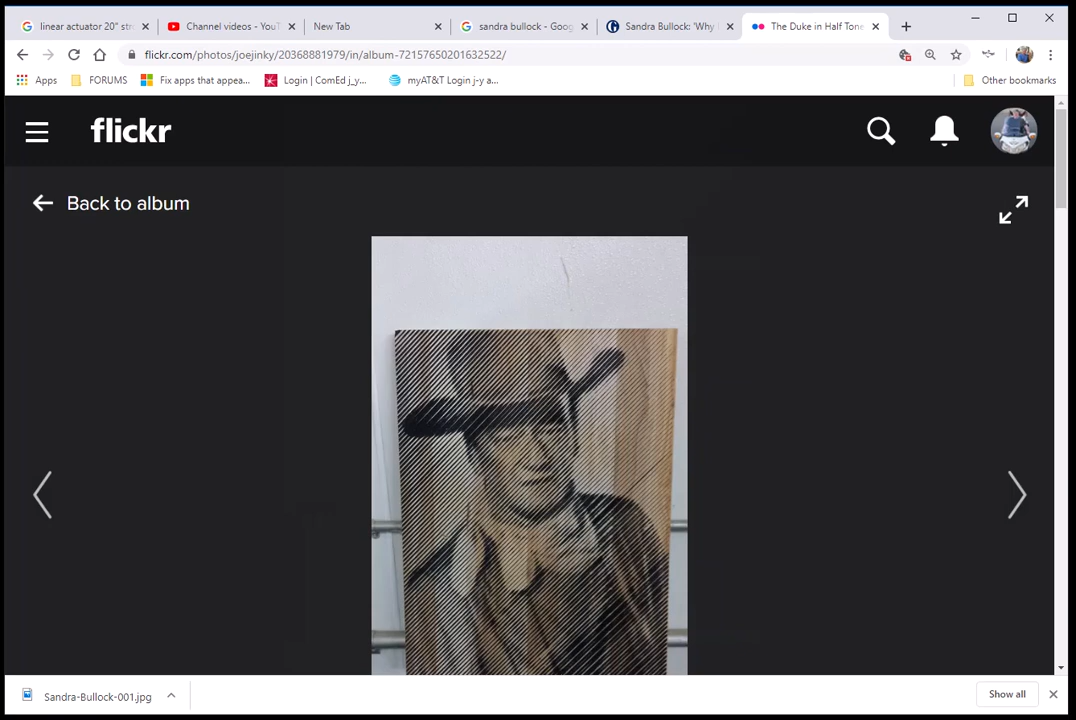 linear actuator 20" str
Channel videos - YouT
New Tab
sandra bullock - Goog
Sandra Bullock: 'Why I
The Duke in Half Tone
flickr.com/photos/joejinky/20368881979/in/album-72157650201632522/
Apps
FORUMS
Fix apps that appea...
Login | ComEd j_y...
myAT&T Login j-y a...
Other bookmarks
flickr
Back to album
Sandra-Bullock-001.jpg
Show all